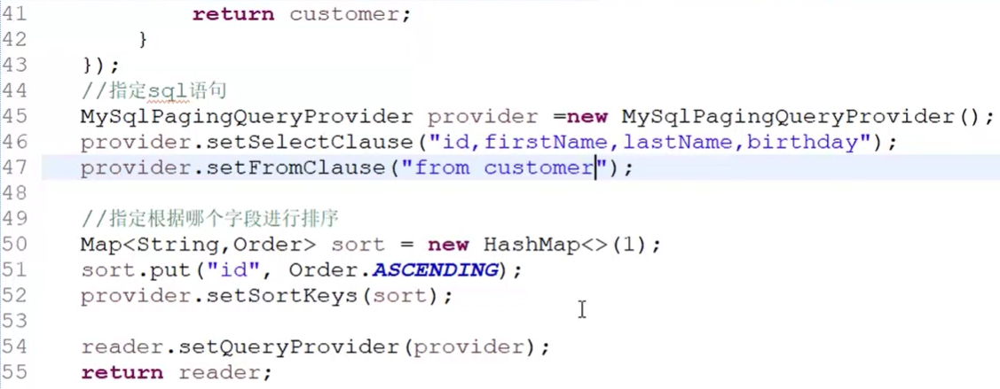 41 return customer;
42 }
43 });
44 //指定sql语句
45 MySqlPagingQueryProvider provider =new MySqlPagingQueryProvider();
46 provider.setSelectClause("id,firstName,lastName,birthday");
47 provider.setFromClause("from customer");
48
49 //指定根据哪个字段进行排序
50 Map<String,Order> sort = new HashMap<>(1);
51 sort.put("id", Order.ASCENDING);
52 provider.setSortKeys(sort);
53
54 reader.setQueryProvider(provider);
55 return reader;